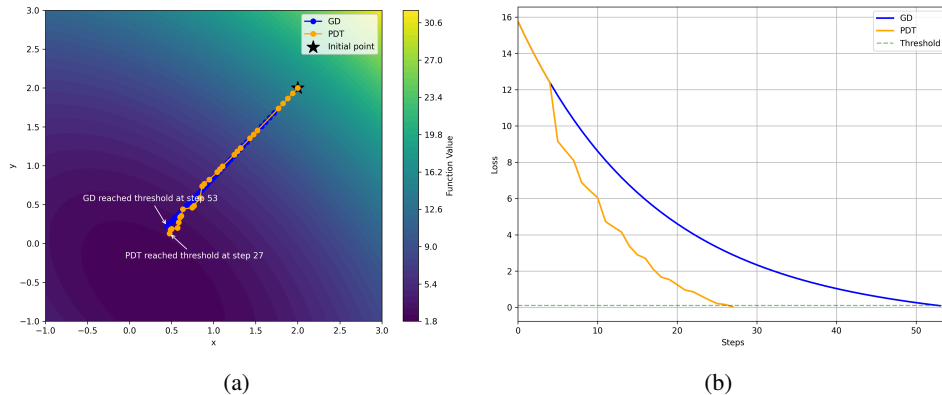 3.0
2.5
2.0
1.5
1.0
0.5
0.0
−0.5
−1.0
y
−1.0 −0.5 0.0 0.5 1.0 1.5 2.0 2.5 3.0
x
GD
PDT
Initial point
GD reached threshold at step 53
PDT reached threshold at step 27
31.6
27.4
23.4
19.8
16.2
12.6
9.0
5.4
1.8
Function Value
(a)
16
14
12
10
8
6
4
2
0
Loss
0 10 20 30 40 50
Steps
GD
PDT
Threshold
(b)